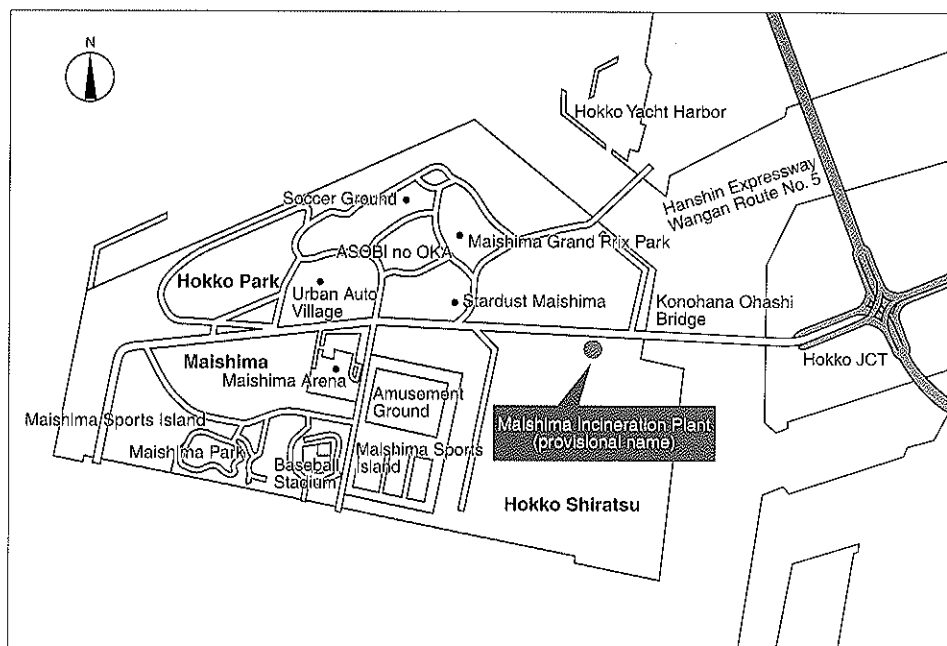 N
Hokko Yacht Harbor
Hanshin Expressway
Wangan Route No. 5
Soccer Ground
Maishima Grand Prix Park
ASOBI no OKA
Hokko Park
Urban Auto
Village
Stardust Maishima
Konohana Ohashi
Bridge
Hokko JCT
Maishima
Maishima Arena
Amusement
Ground
Maishima Incineration Plant
(provisional name)
Maishima Sports Island
Maishima Park
Baseball
Stadium
Maishima Sports
Island
Hokko Shiratsu